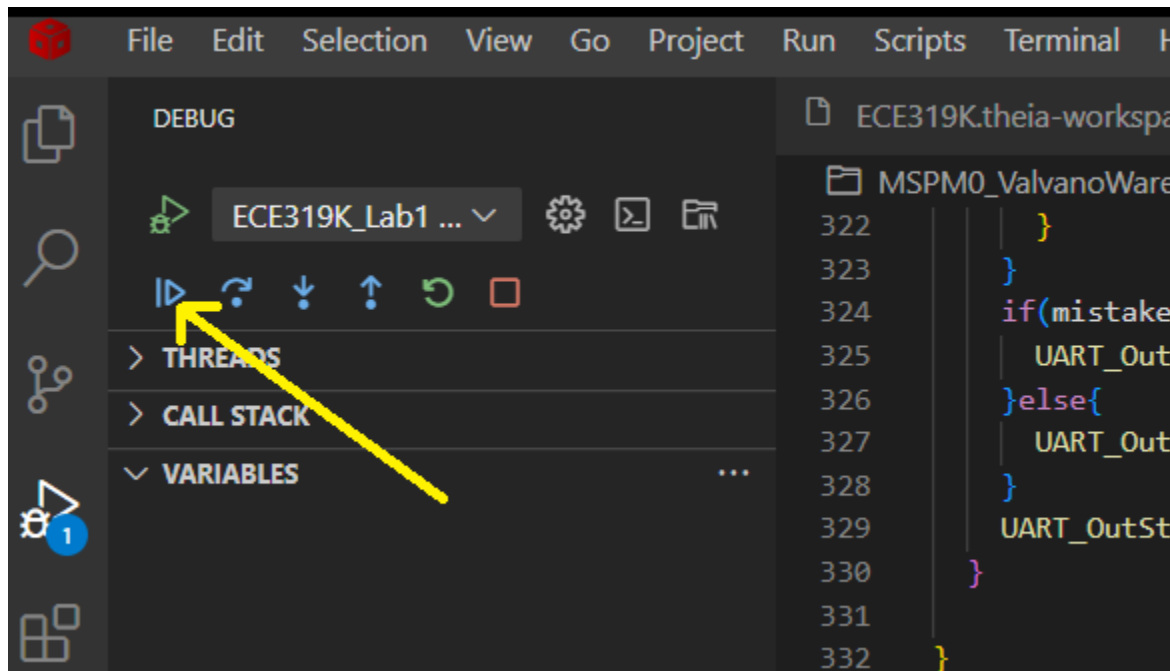 File Edit Selection View Go Project Run Scripts Terminal H
DEBUG
ECE319K_Lab1 ...
THREADS
CALL STACK
VARIABLES
1
ECE319K.theia-workspa
MSPM0_ValvanoWare
322 }
323 }
324 if(mistake
325 UART_Out
326 }else{
327 UART_Out
328 }
329 UART_OutSt
330 }
331
332 }